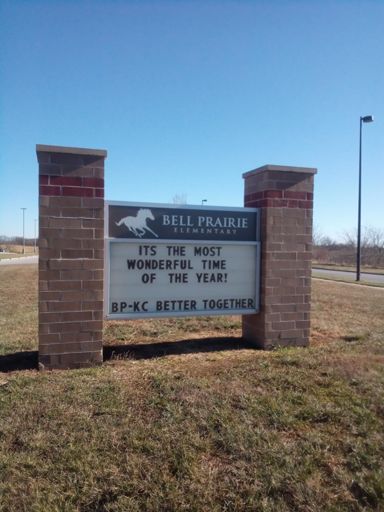 BELL PRAIRIE
ELEMENTARY
ITS THE MOST
WONDERFUL TIME
OF THE YEAR!
BP-KC BETTER TOGETHER